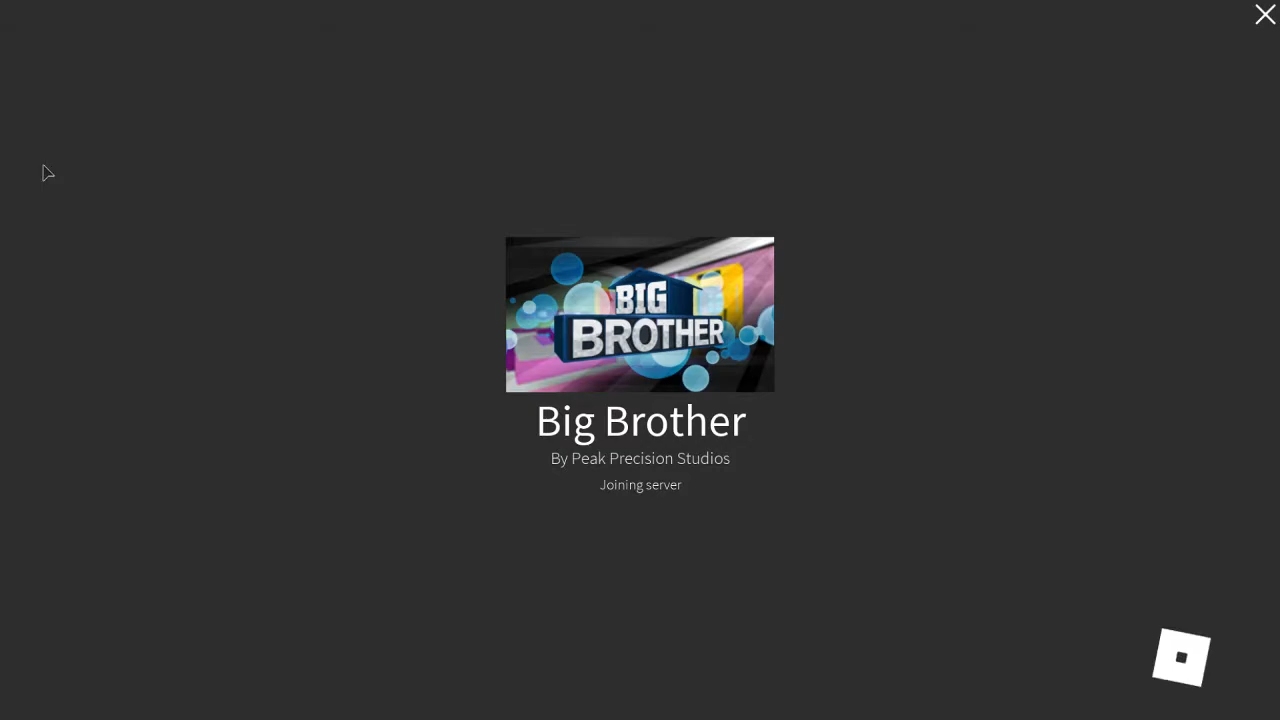 BIG
BROTHER
Big Brother
By Peak Precision Studios
Joining server